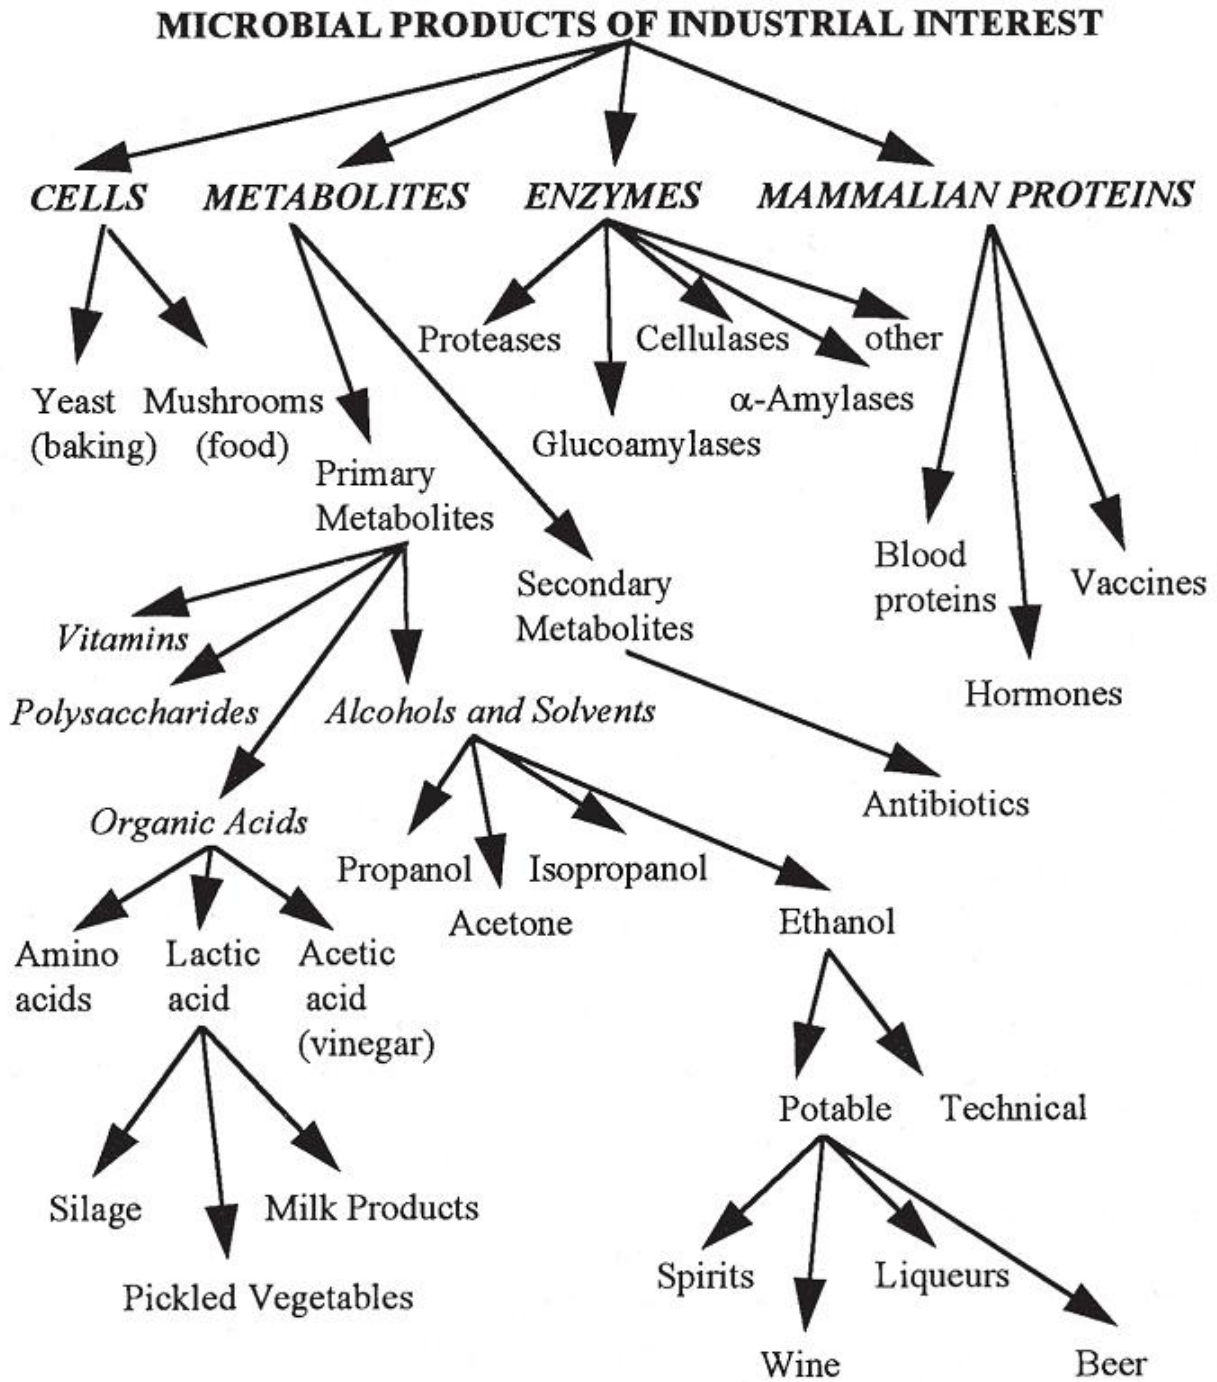 MICROBIAL PRODUCTS OF INDUSTRIAL INTEREST
CELLS
METABOLITES
ENZYMES
MAMMALIAN PROTEINS
Proteases
Cellulases
other
Yeast
(baking)
Mushrooms
(food)
α-Amylases
Glucoamylases
Primary
Metabolites
Blood
proteins
Vaccines
Secondary
Metabolites
Vitamins
Hormones
Polysaccharides
Alcohols and Solvents
Antibiotics
Organic Acids
Propanol
Isopropanol
Acetone
Ethanol
Amino
acids
Lactic
acid
Acetic
acid
(vinegar)
Potable
Technical
Silage
Milk Products
Pickled Vegetables
Spirits
Liqueurs
Wine
Beer